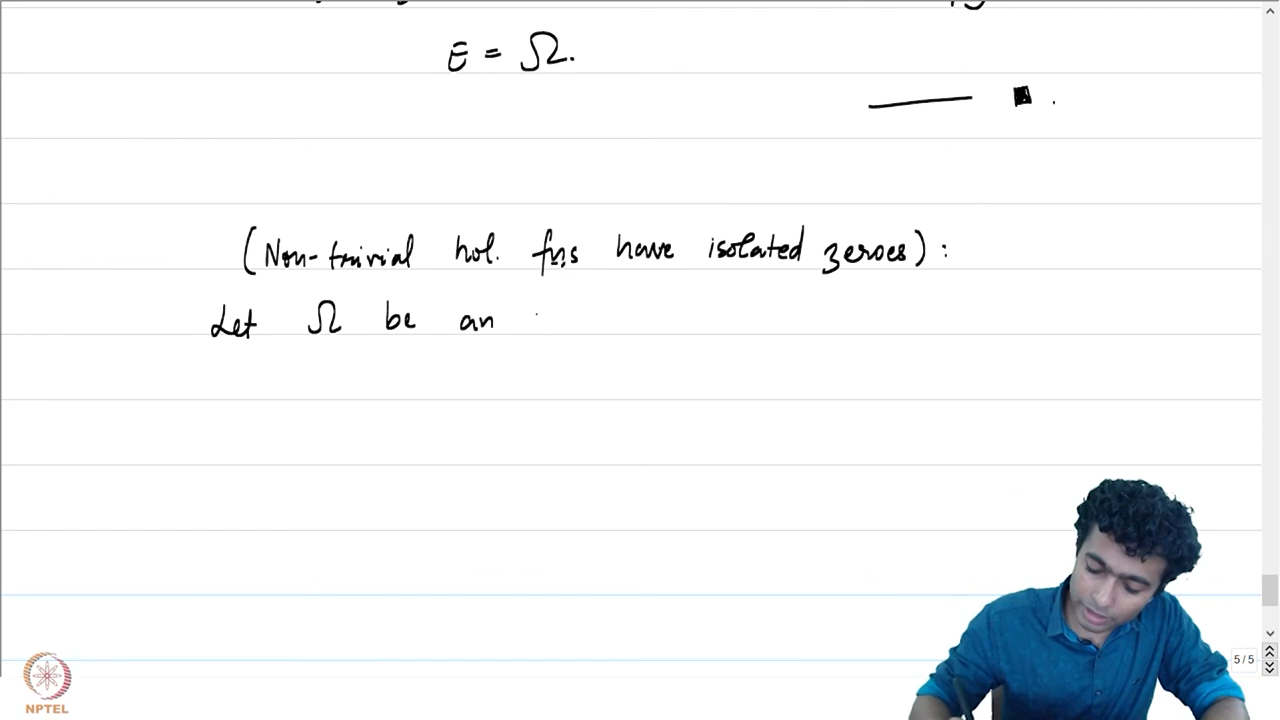 E = Ω.
(Non-trivial hol. fns have isolated zeroes) :
Let Ω be an
5 / 5
NPTEL